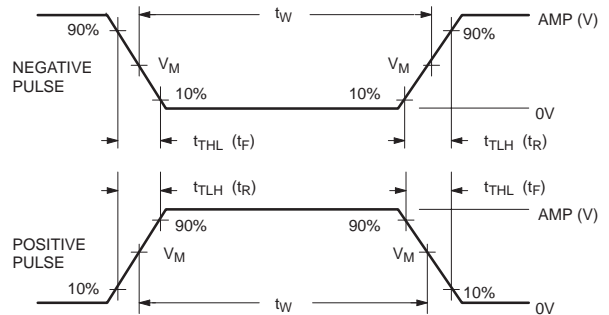 tW
AMP (V)
90%
90%
NEGATIVE
PULSE
VM
VM
10%
10%
0V
tTHL (tF)
tTLH (tR)
tTLH (tR)
tTHL (tF)
AMP (V)
90%
90%
POSITIVE
PULSE
VM
VM
10%
10%
tW
0V